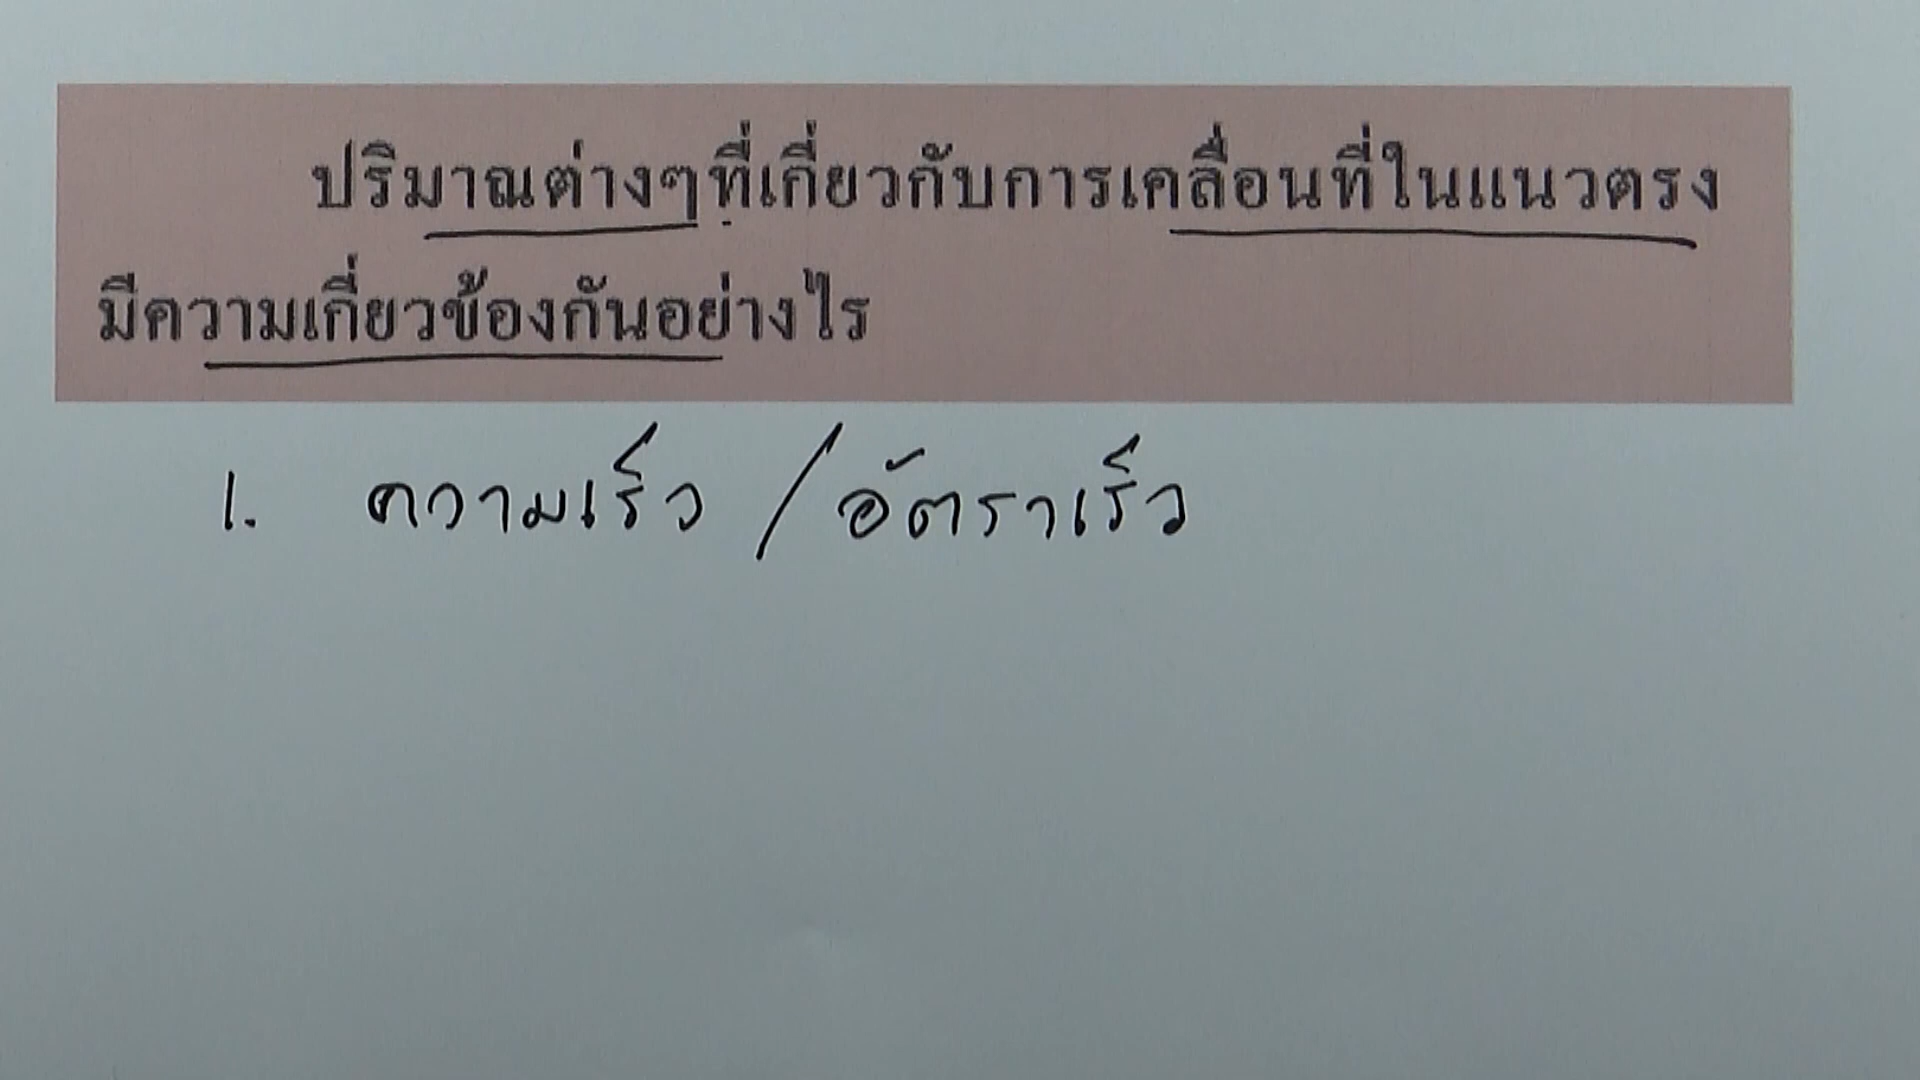 ปริมาณต่างๆที่เกี่ยวกับการเคลื่อนที่ในแนวตรง
มีความเกี่ยวข้องกันอย่างไร
1. ความเร็ว / อัตราเร็ว